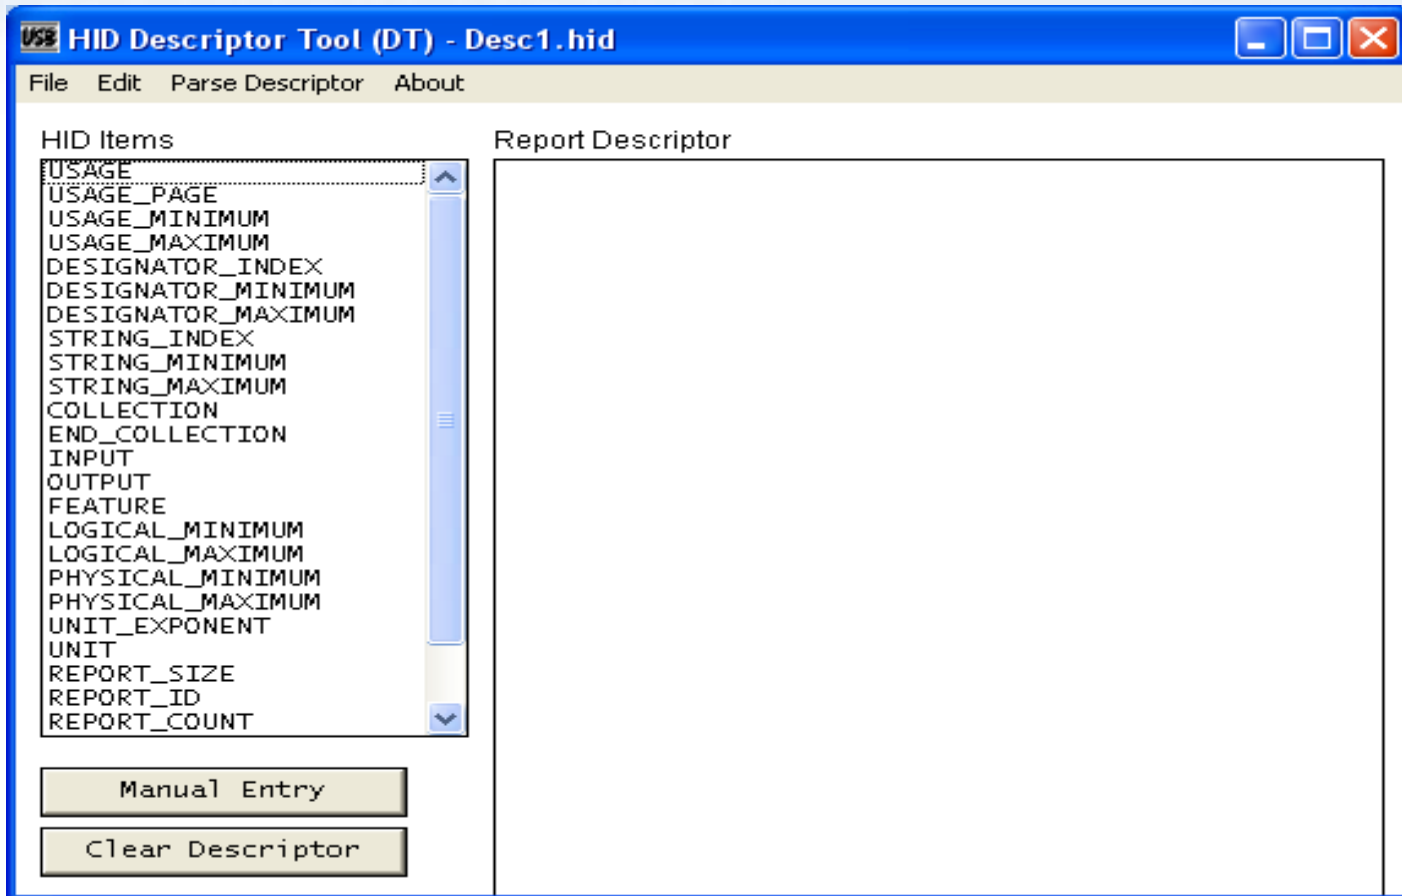 USB HID Descriptor Tool (DT) - Desc1.hid
File Edit Parse Descriptor About
HID Items
USAGE
USAGE_PAGE
USAGE_MINIMUM
USAGE_MAXIMUM
DESIGNATOR_INDEX
DESIGNATOR_MINIMUM
DESIGNATOR_MAXIMUM
STRING_INDEX
STRING_MINIMUM
STRING_MAXIMUM
COLLECTION
END_COLLECTION
INPUT
OUTPUT
FEATURE
LOGICAL_MINIMUM
LOGICAL_MAXIMUM
PHYSICAL_MINIMUM
PHYSICAL_MAXIMUM
UNIT_EXPONENT
UNIT
REPORT_SIZE
REPORT_ID
REPORT_COUNT
Manual Entry
Clear Descriptor
Report Descriptor